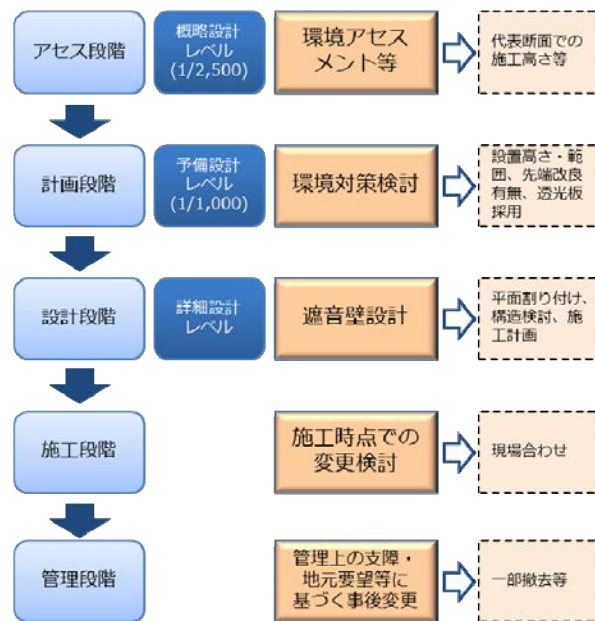 アセス段階
概略設計
レベル
(1/2,500)
環境アセス
メント等
代表断面での
施工高さ等
計画段階
予備設計
レベル
(1/1,000)
環境対策検討
設置高さ・範
囲、先端改良
有無、透光板
採用
設計段階
詳細設計
レベル
遮音壁設計
平面割り付け、
構造検討、施
工計画
施工段階
施工時点での
変更検討
現場合わせ
管理段階
管理上の支障・
地元要望等に
基づく事後変更
一部撤去等